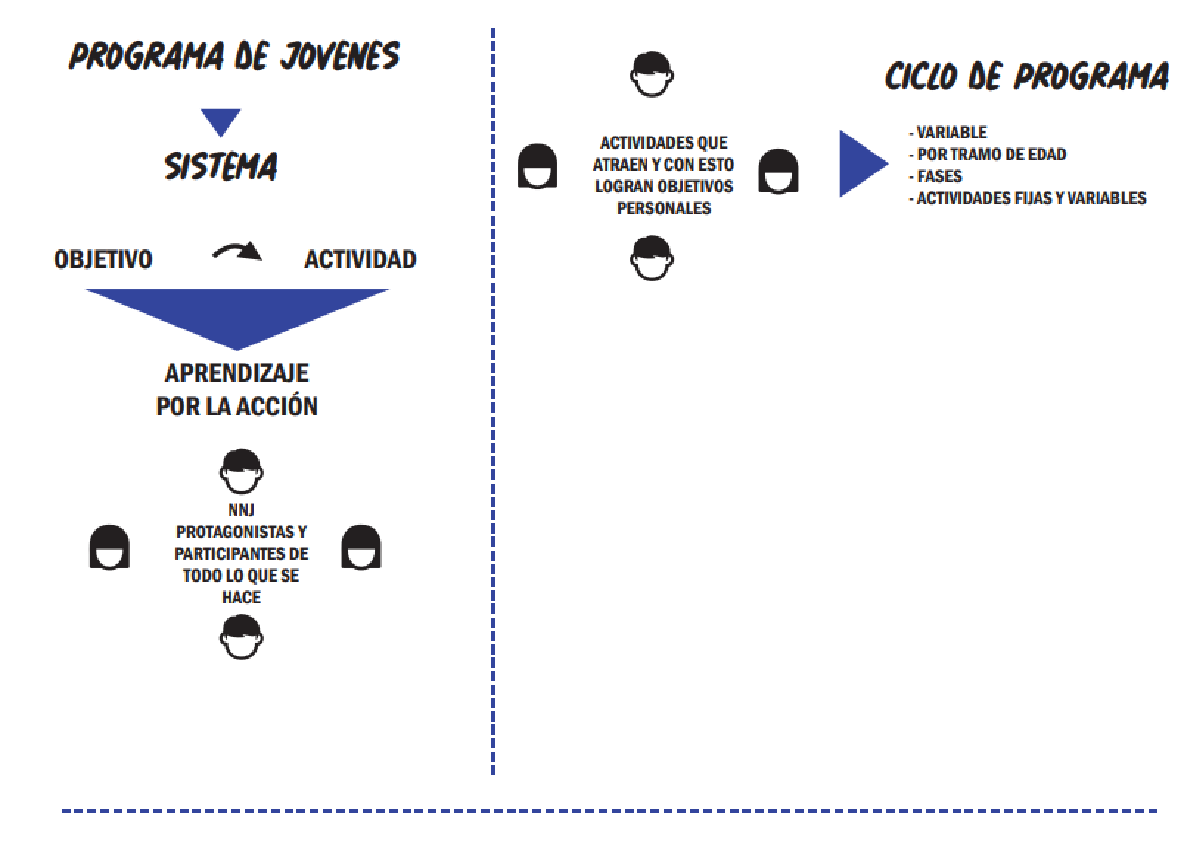 PROGRAMA DE JOVENES
SISTEMA
OBJETIVO
ACTIVIDAD
APRENDIZAJE
POR LA ACCIÓN
NNJ
PROTAGONISTAS Y
PARTICIPANTES DE
TODO LO QUE SE
HACE
ACTIVIDADES QUE
ATRAEN Y CON ESTO
LOGRAN OBJETIVOS
PERSONALES
CICLO DE PROGRAMA
- VARIABLE
- POR TRAMO DE EDAD
- FASES
- ACTIVIDADES FIJAS Y VARIABLES